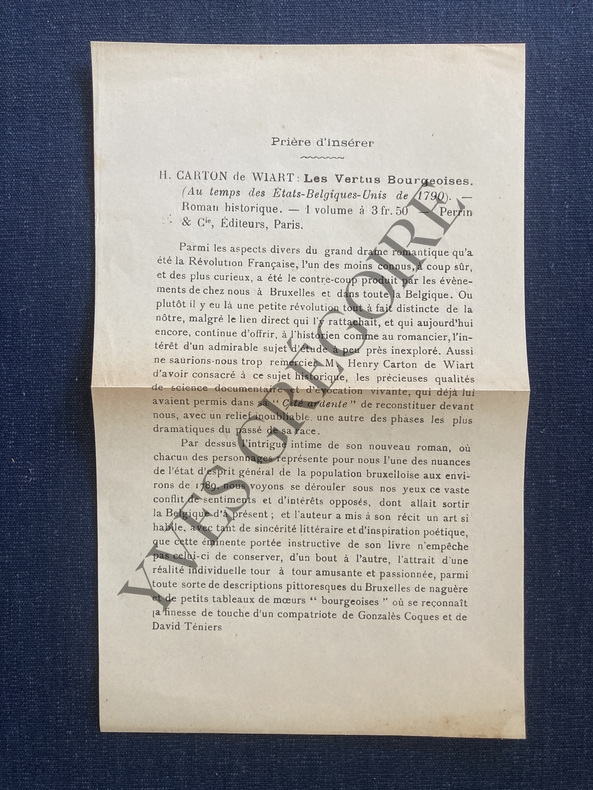 Prière d'insérer
H. CARTON de WIART : Les Vertus Bourgeoises.
(Au temps des Etats-Belgiques-Unis de 1790). —
Roman historique. — 1 volume à 3 fr. 50 — Perrin
& Cie, Éditeurs, Paris.
Parmi les aspects divers du grand drame romantique qu'a
été la Révolution Française, l'un des moins connus, à coup sûr,
et des plus curieux, a été le contre-coup produit par les évène-
ments de chez nous à Bruxelles et dans toute la Belgique. Ou
plutôt il y eu là une petite révolution tout à fait distincte de la
nôtre, malgré le lien direct qui l'y rattachait, et qui aujourd'hui
encore, continue d'offrir, à l'historien comme au romancier, l'in-
térêt d'un admirable sujet d'étude à peu près inexploré. Aussi
ne saurions-nous trop remercier M. Henry Carton de Wiart
d'avoir consacré à ce sujet historique, les précieuses qualités
de science documentaire et d'évocation vivante, qui déjà lui
avaient permis dans sa “ Cité ardente ” de reconstituer devant
nous, avec un relief inoubliable, une autre des phases les plus
dramatiques du passé de sa race.
Par dessus l'intrigue intime de son nouveau roman, où
chacun des personnages représente pour nous l'une des nuances
de l'état d'esprit général de la population bruxelloise aux envi-
rons de 1789, nous voyons se dérouler sous nos yeux ce vaste
conflit de sentiments et d'intérêts opposés, dont allait sortir
la Belgique d'à présent ; et l'auteur a mis à son récit un art si
habile, avec tant de sincérité littéraire et d'inspiration poétique,
que cette éminente portée instructive de son livre n'empêche
pas celui-ci de conserver, d'un bout à l'autre, l'attrait d'une
réalité individuelle tour à tour amusante et passionnée, parmi
toute sorte de descriptions pittoresques du Bruxelles de naguère
et de petits tableaux de mœurs “ bourgeoises ” où se reconnaît
la finesse de touche d'un compatriote de Gonzalès Coques et de
David Téniers
YVES GRÉGOIRE